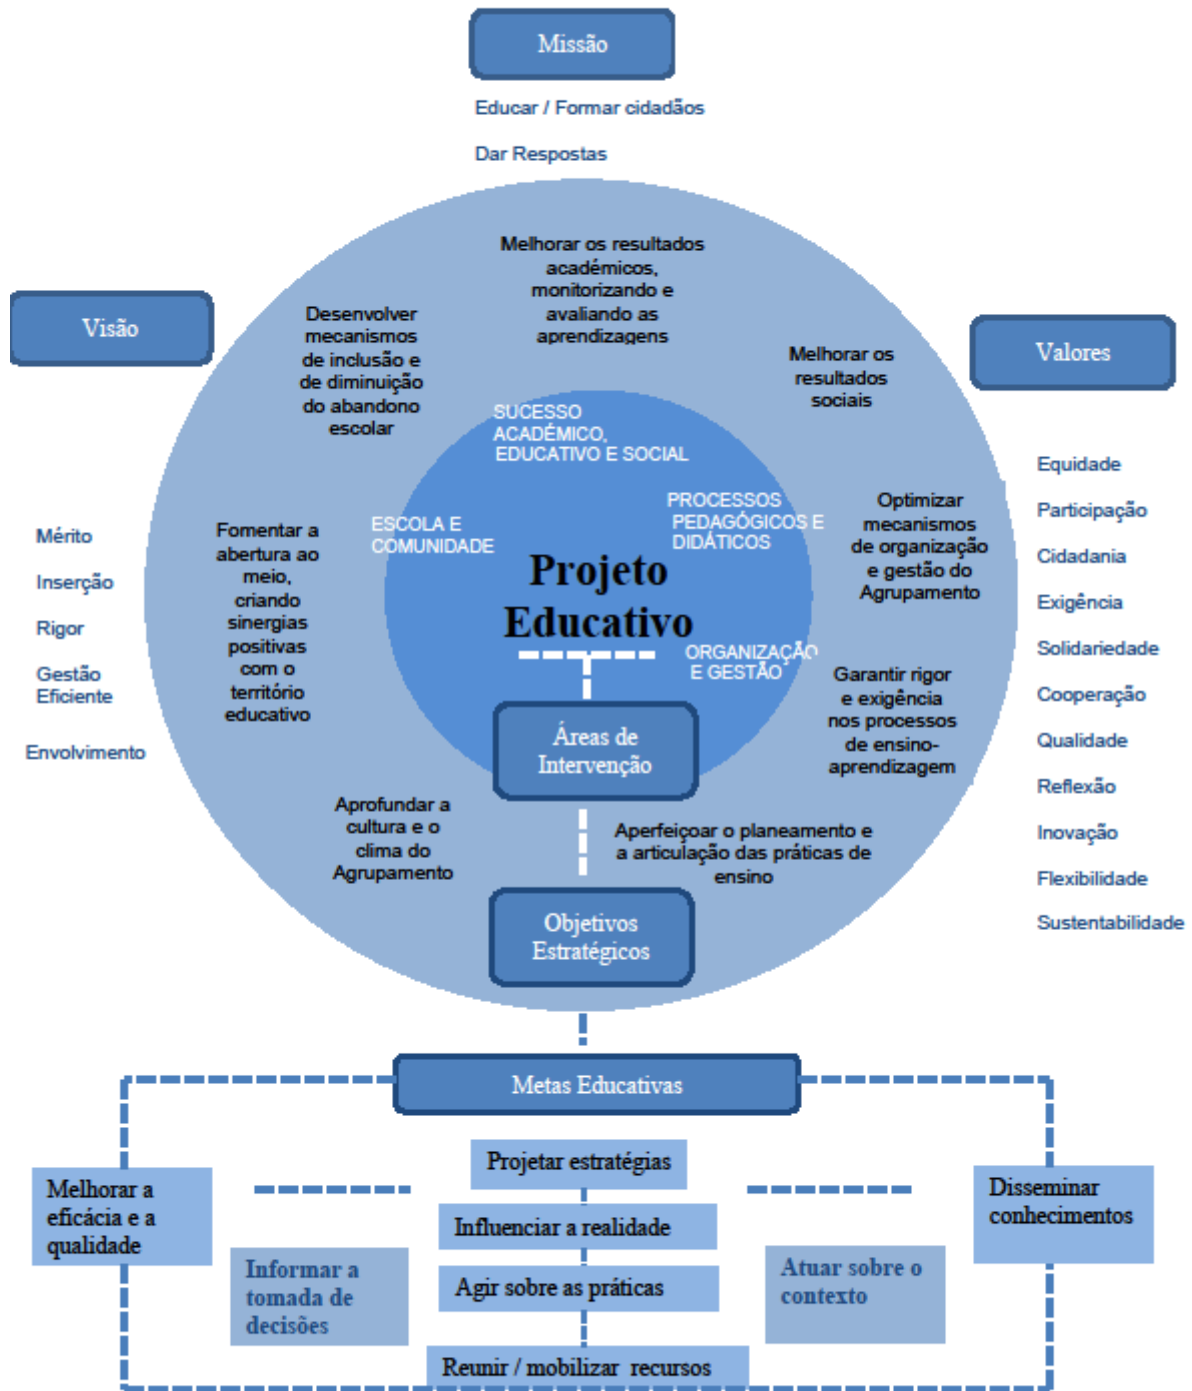 Missão
Educar / Formar cidadãos
Dar Respostas
Visão
Mérito
Inserção
Rigor
Gestão
Eficiente
Envolvimento
Valores
Equidade
Participação
Cidadania
Exigência
Solidariedade
Cooperação
Qualidade
Reflexão
Inovação
Flexibilidade
Sustentabilidade
Melhorar os resultados
académicos,
monitorizando e
avaliando as
aprendizagens
Desenvolver
mecanismos
de inclusão e
de diminuição
do abandono
escolar
Melhorar os
resultados
sociais
Fomentar a
abertura ao
meio,
criando
sinergias
positivas
com o
território
educativo
Optimizar
mecanismos
de organização
e gestão do
Agrupamento
Garantir rigor
e exigência
nos processos
de ensino-
aprendizagem
Aprofundar a
cultura e o
clima do
Agrupamento
Aperfeiçoar o planeamento e
a articulação das práticas de
ensino
SUCESSO
ACADÉMICO,
EDUCATIVO E SOCIAL
ESCOLA E
COMUNIDADE
PROCESSOS
PEDAGÓGICOS E
DIDÁTICOS
Projeto
Educativo
ORGANIZAÇÃO
E GESTÃO
Áreas de
Intervenção
Objetivos
Estratégicos
Metas Educativas
Melhorar a
eficácia e a
qualidade
Informar a
tomada de
decisões
Projetar estratégias
Influenciar a realidade
Agir sobre as práticas
Reunir / mobilizar recursos
Atuar sobre o
contexto
Disseminar
conhecimentos